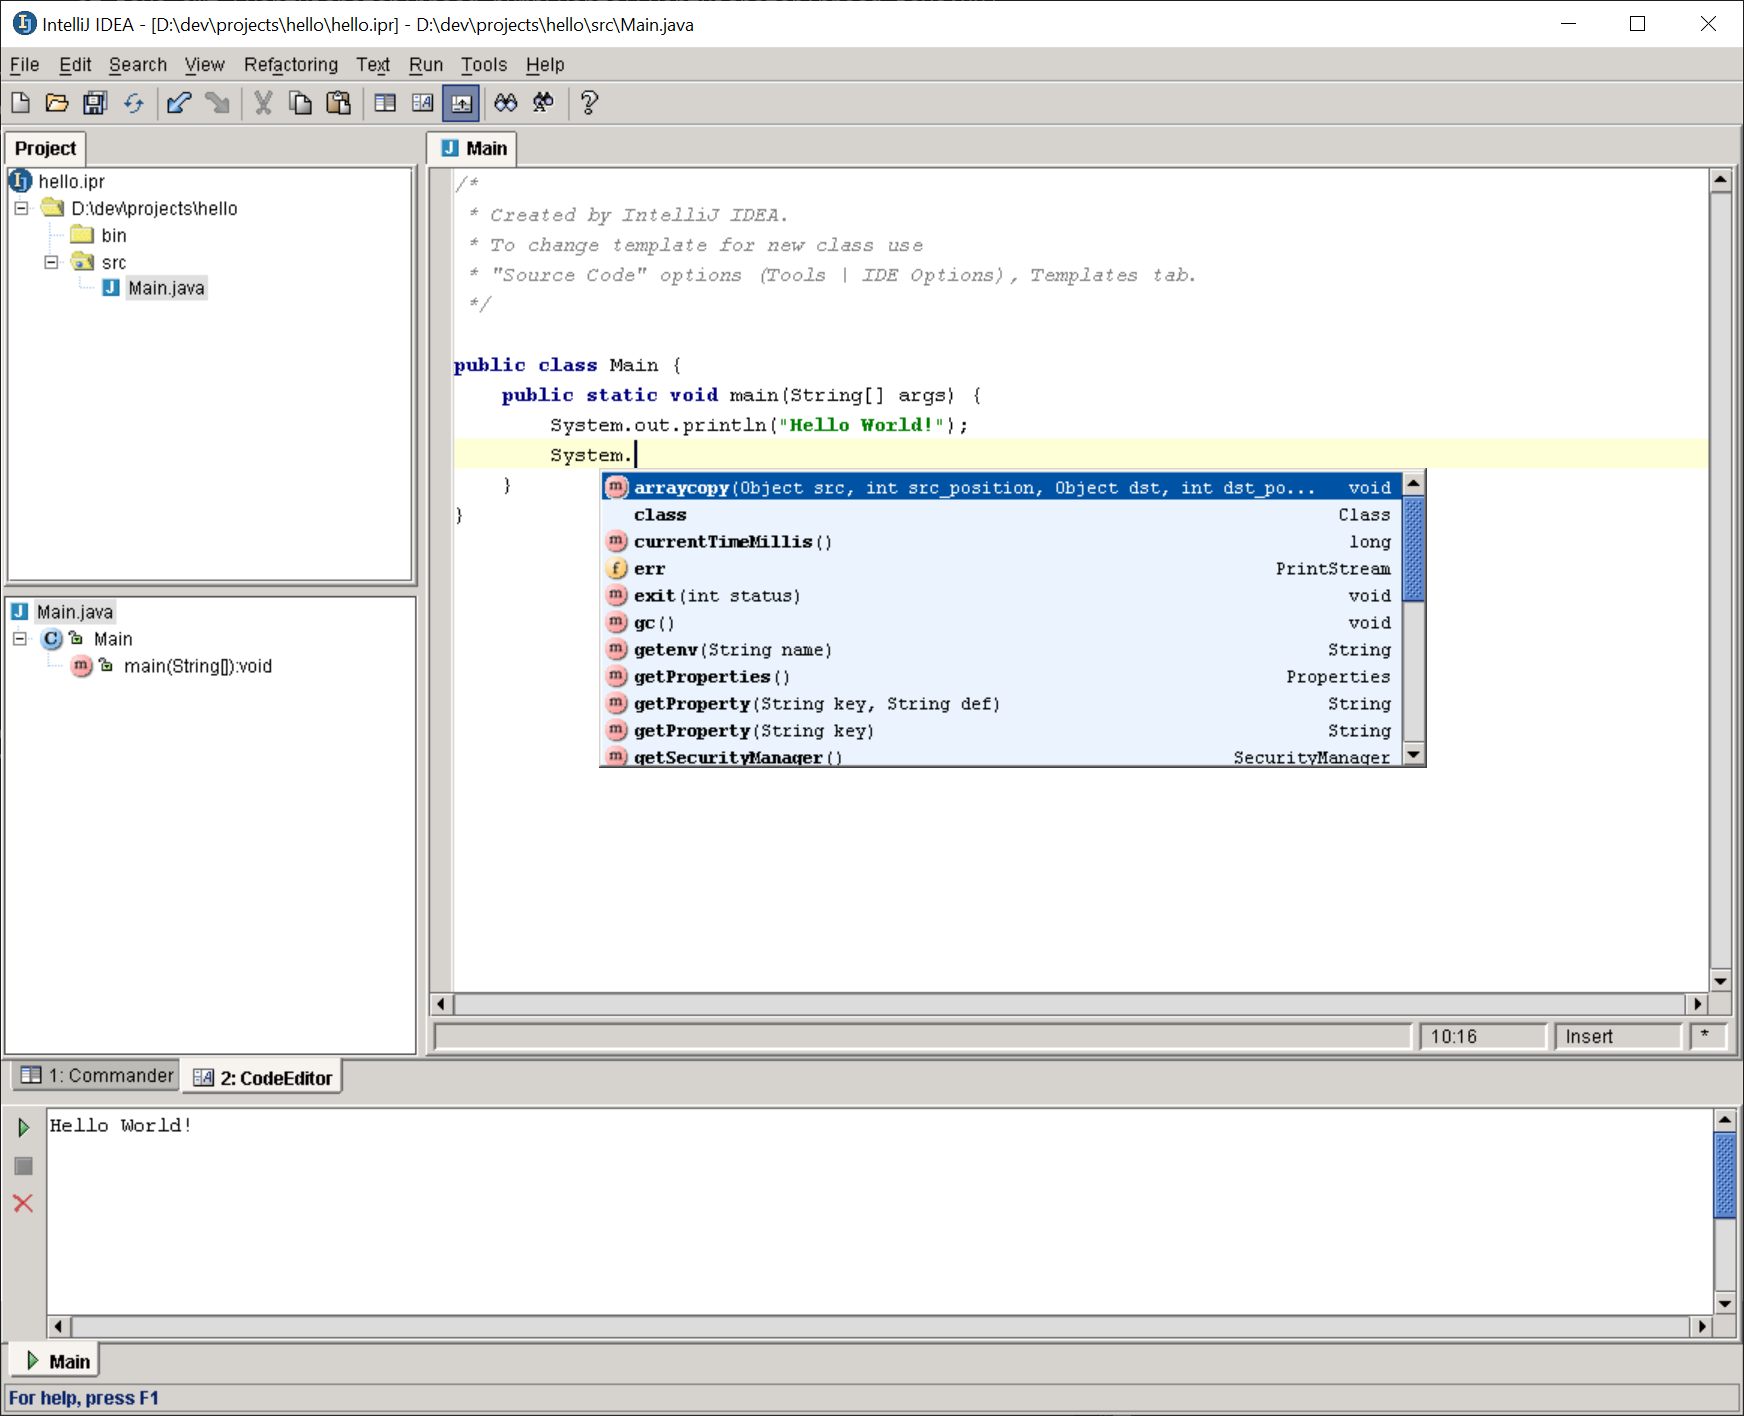 IntelliJ IDEA - [D:\dev\projects\hello\hello.ipr] - D:\dev\projects\hello\src\Main.java
File Edit Search View Refactoring Text Run Tools Help
Project
hello.ipr
D:\dev\projects\hello
bin
src
Main.java
Main.java
Main
main(String[]):void
Main
/*
* Created by IntelliJ IDEA.
* To change template for new class use
* "Source Code" options (Tools | IDE Options), Templates tab.
*/
public class Main {
public static void main(String[] args) {
System.out.println("Hello World!");
System.
}
}
arraycopy(Object src, int src_position, Object dst, int dst_po... void
class Class
currentTimeMillis() long
err PrintStream
exit(int status) void
gc() void
getenv(String name) String
getProperties() Properties
getProperty(String key, String def) String
getProperty(String key) String
getSecurityManager() SecurityManager
10:16 Insert *
1: Commander 2: CodeEditor
Hello World!
Main
For help, press F1